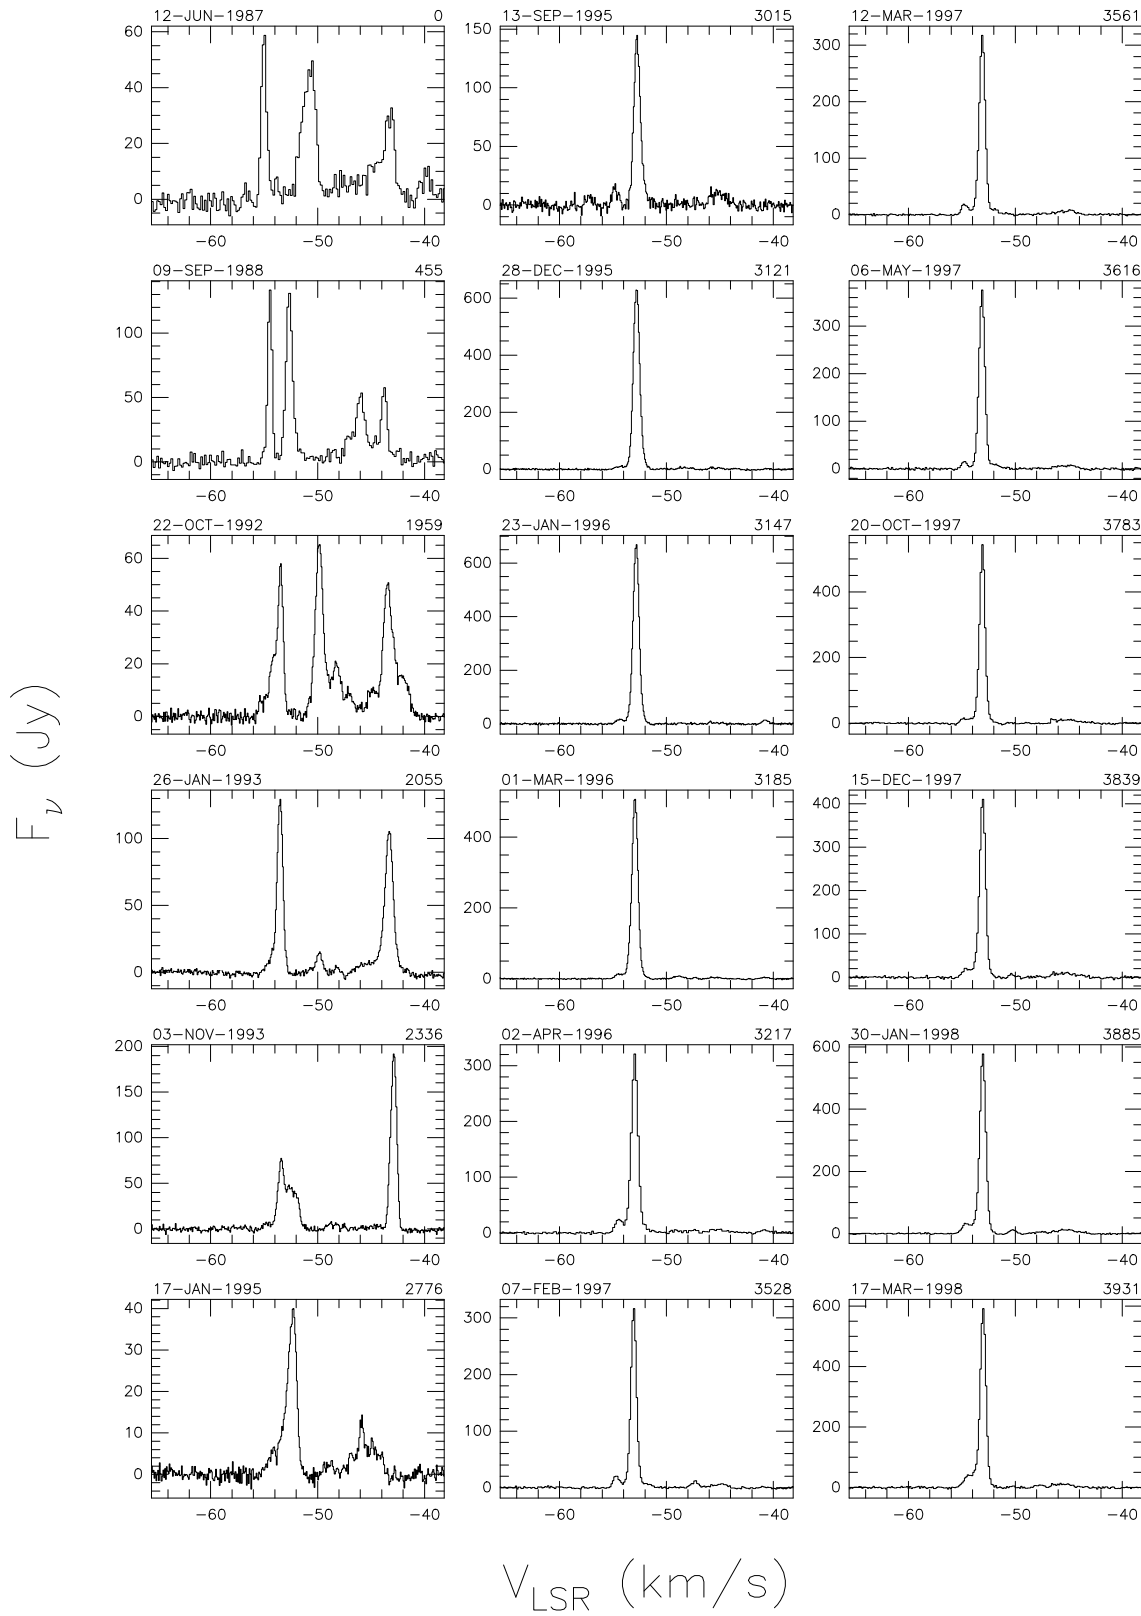 12-JUN-1987 0
60
40
20
0
-60 -50 -40
13-SEP-1995 3015
150
100
50
0
-60 -50 -40
12-MAR-1997 3561
300
200
100
0
-60 -50 -40
09-SEP-1988 455
100
50
0
-60 -50 -40
28-DEC-1995 3121
600
400
200
0
-60 -50 -40
06-MAY-1997 3616
300
200
100
0
-60 -50 -40
22-OCT-1992 1959
60
40
20
0
-60 -50 -40
23-JAN-1996 3147
600
400
200
0
-60 -50 -40
20-OCT-1997 3783
400
200
0
-60 -50 -40
26-JAN-1993 2055
100
50
0
-60 -50 -40
01-MAR-1996 3185
400
200
0
-60 -50 -40
15-DEC-1997 3839
400
300
200
100
0
-60 -50 -40
03-NOV-1993 2336
200
150
100
50
0
-60 -50 -40
02-APR-1996 3217
300
200
100
0
-60 -50 -40
30-JAN-1998 3885
600
400
200
0
-60 -50 -40
17-JAN-1995 2776
40
30
20
10
0
-60 -50 -40
07-FEB-1997 3528
300
200
100
0
-60 -50 -40
17-MAR-1998 3931
600
400
200
0
-60 -50 -40
Fν (Jy)
VLSR (km/s)